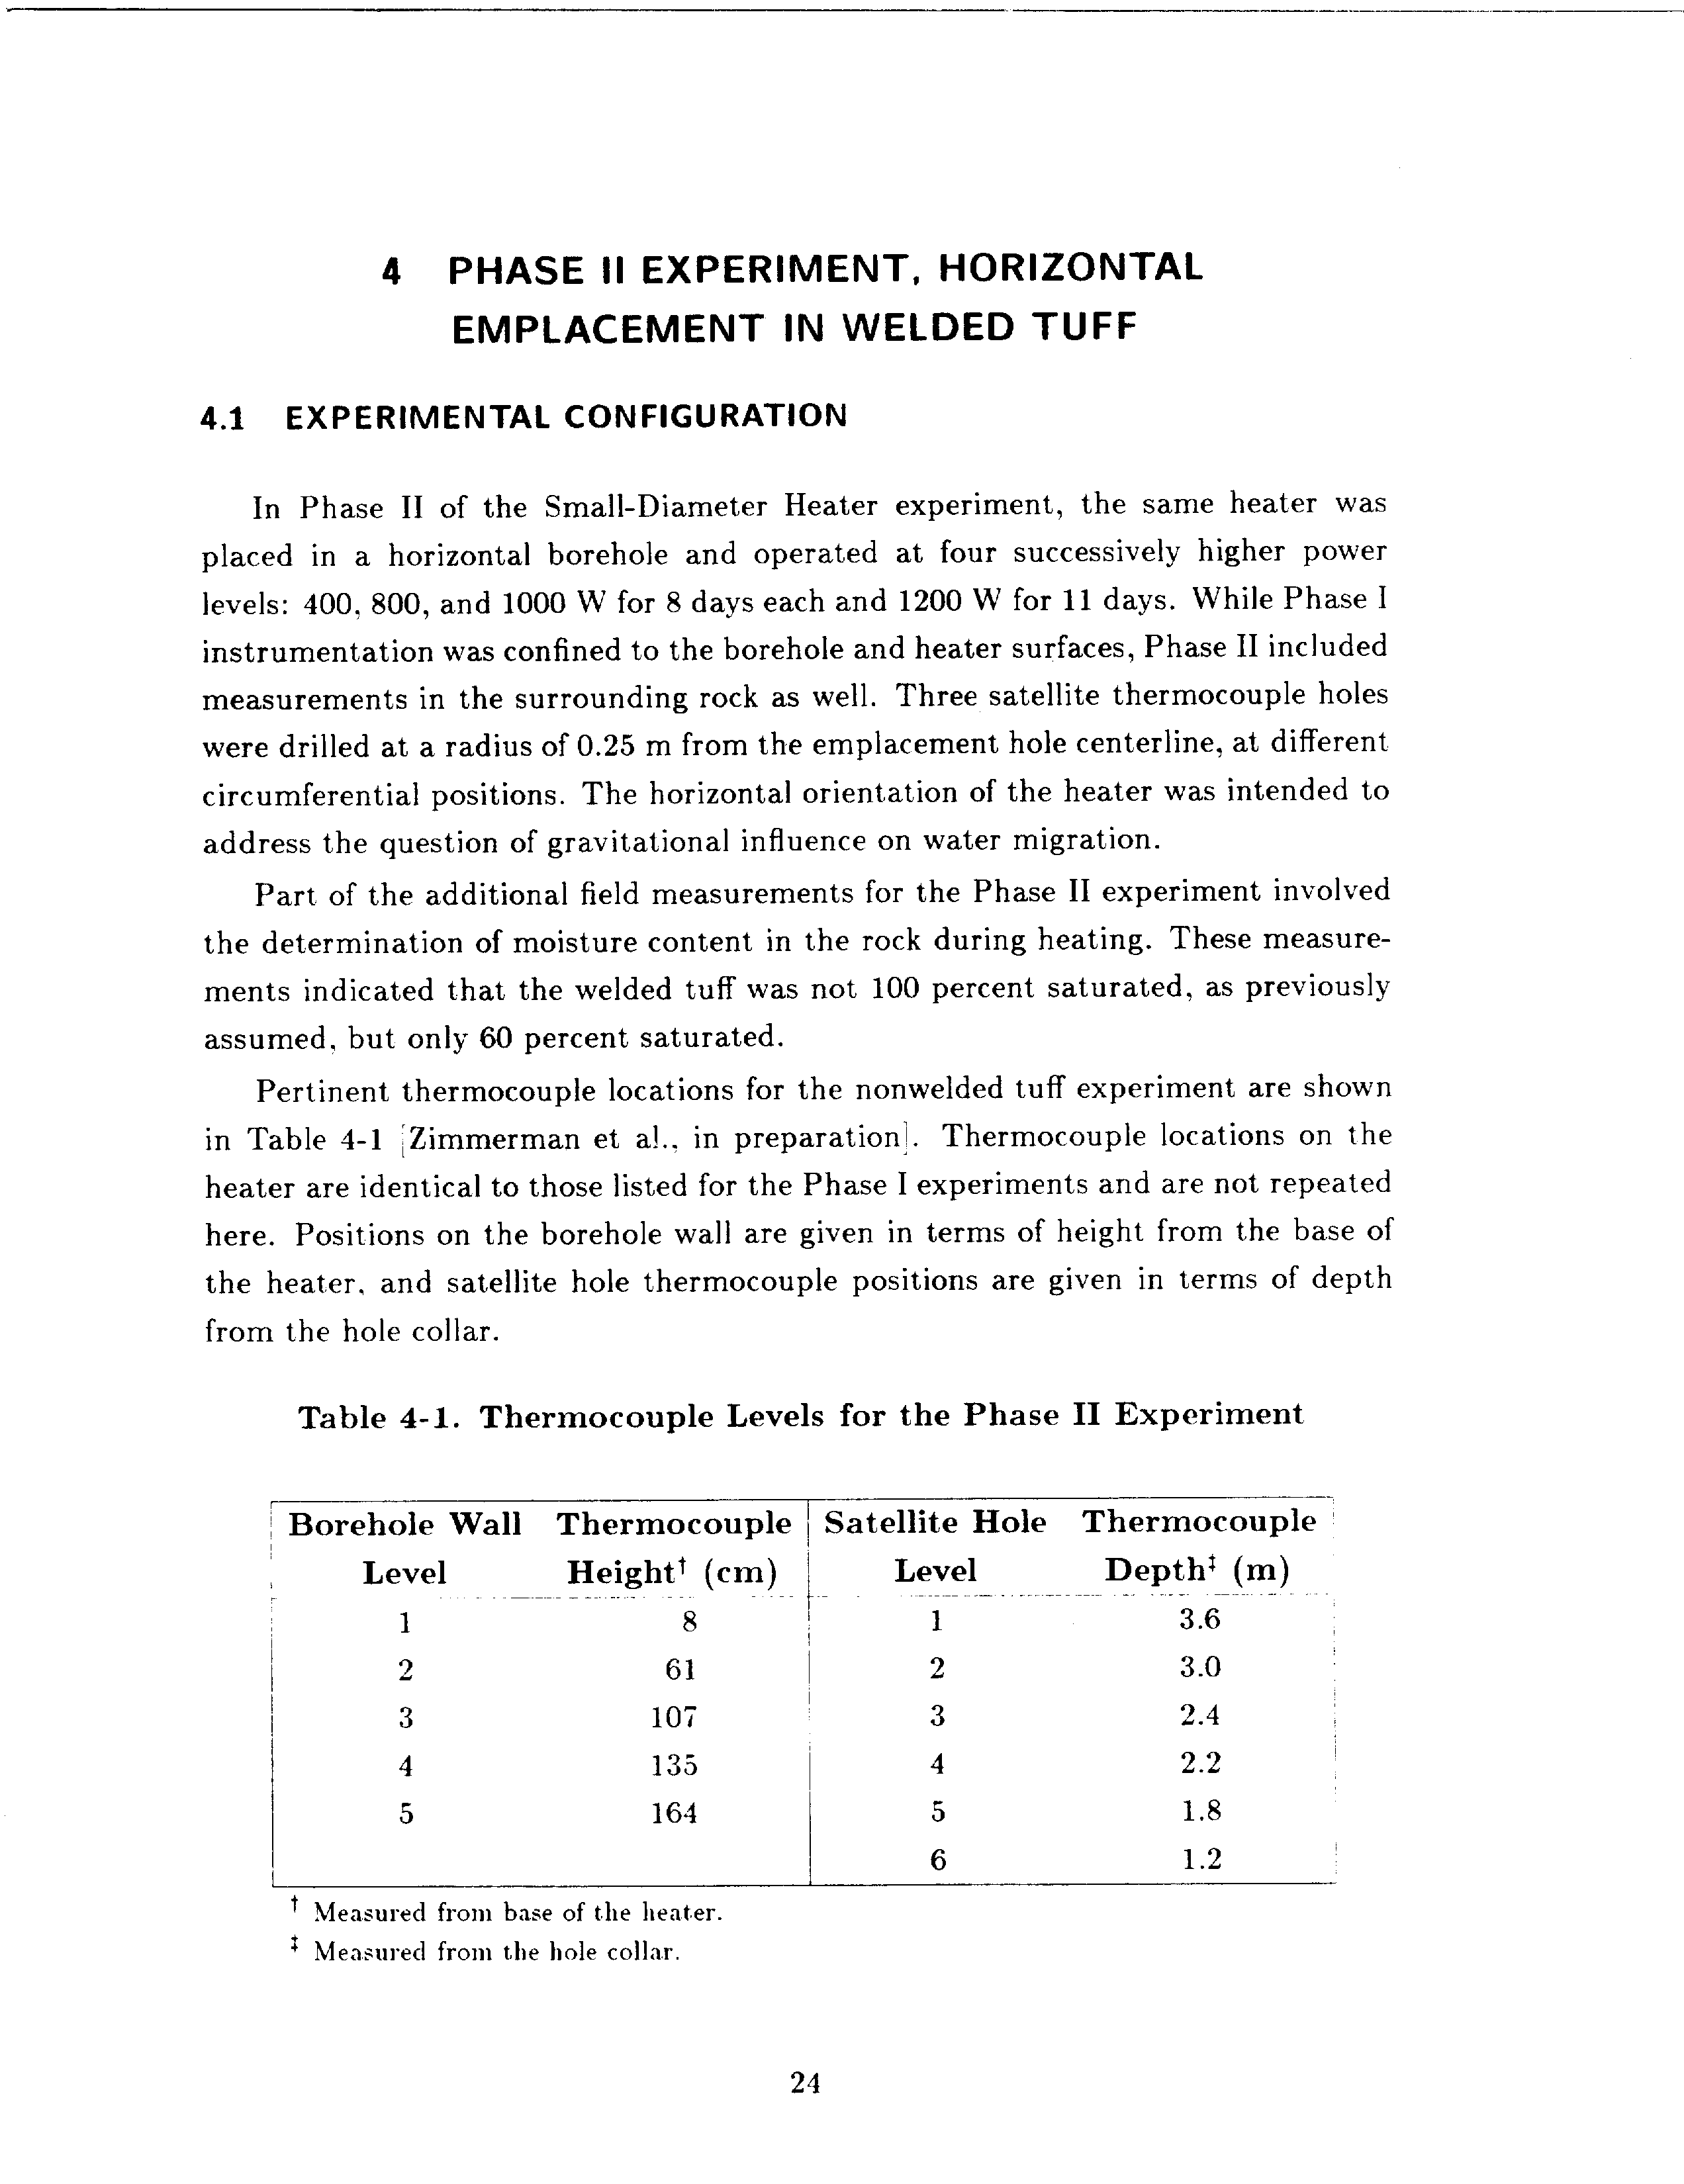 4 PHASE II EXPERIMENT, HORIZONTAL
EMPLACEMENT IN WELDED TUFF
4.1 EXPERIMENTAL CONFIGURATION
In Phase II of the Small-Diameter Heater experiment, the same heater was
placed in a horizontal borehole and operated at four successively higher power
levels: 400, 800, and 1000 W for 8 days each and 1200 W for 11 days. While Phase I
instrumentation was confined to the borehole and heater surfaces, Phase II included
measurements in the surrounding rock as well. Three satellite thermocouple holes
were drilled at a radius of 0.25 m from the emplacement hole centerline, at different
circumferential positions. The horizontal orientation of the heater was intended to
address the question of gravitational influence on water migration.
Part of the additional field measurements for the Phase II experiment involved
the determination of moisture content in the rock during heating. These measure-
ments indicated that the welded tuff was not 100 percent saturated, as previously
assumed, but only 60 percent saturated.
Pertinent thermocouple locations for the nonwelded tuff experiment are shown
in Table 4-1 [Zimmerman et al., in preparation]. Thermocouple locations on the
heater are identical to those listed for the Phase I experiments and are not repeated
here. Positions on the borehole wall are given in terms of height from the base of
the heater, and satellite hole thermocouple positions are given in terms of depth
from the hole collar.
Table 4-1. Thermocouple Levels for the Phase II Experiment
Borehole Wall Thermocouple Satellite Hole Thermocouple
Level Height† (cm) Level Depth‡ (m)
1 8 1 3.6
2 61 2 3.0
3 107 3 2.4
4 135 4 2.2
5 164 5 1.8
6 1.2
† Measured from base of the heater.
‡ Measured from the hole collar.
24